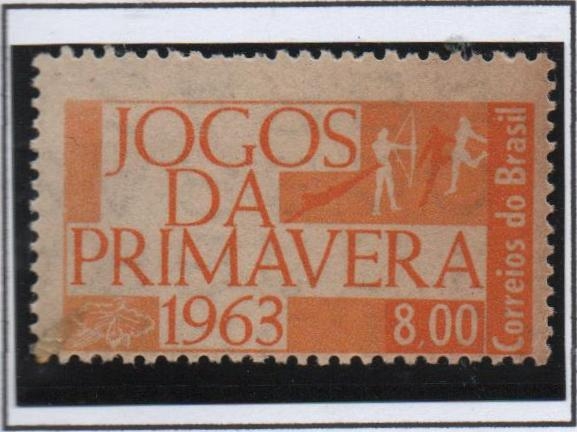 JOGOS
DA
PRIMAVERA
1963
8,00
Correios do Brasil